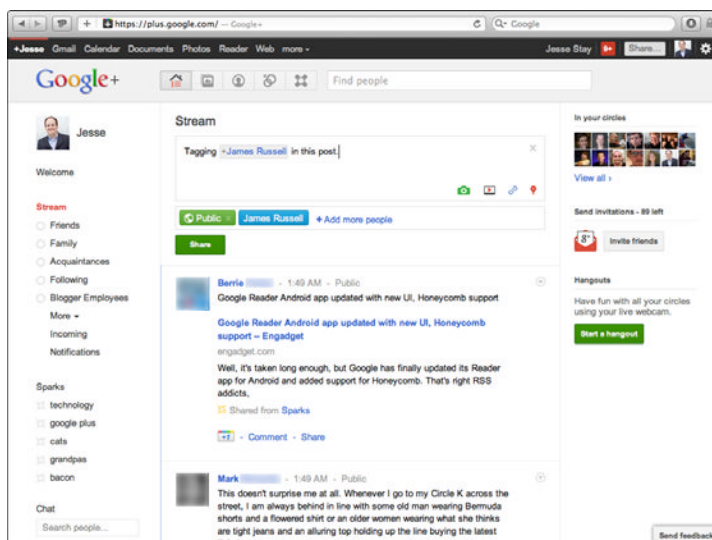 https://plus.google.com/ — Google+
Google
+Jesse Gmail Calendar Documents Photos Reader Web more
Jesse Stay 9+ Share...
Google+
Find people
Jesse
Welcome
Stream
Friends
Family
Acquaintances
Following
Blogger Employees
More
Incoming
Notifications
Sparks
technology
google plus
cats
grandpas
bacon
Chat
Search people...
Stream
Tagging +James Russell in this post.
Public James Russell + Add more people
Share
Berrie - 1:49 AM - Public
Google Reader Android app updated with new UI, Honeycomb support
Google Reader Android app updated with new UI, Honeycomb
support – Engadget
engadget.com
Well, it's taken long enough, but Google has finally updated its Reader
app for Android and added support for Honeycomb. That's right RSS
addicts,
Shared from Sparks
+1 - Comment - Share
Mark - 1:49 AM - Public
This doesn't surprise me at all. Whenever I go to my Circle K across the
street, I am always behind in line with some old man wearing Bermuda
shorts and a flowered shirt or an older women wearing what she thinks
are tight jeans and an alluring top holding up the line buying the latest
In your circles
View all ›
Send invitations - 89 left
Invite friends
Hangouts
Have fun with all your circles
using your live webcam.
Start a hangout
Send feedback